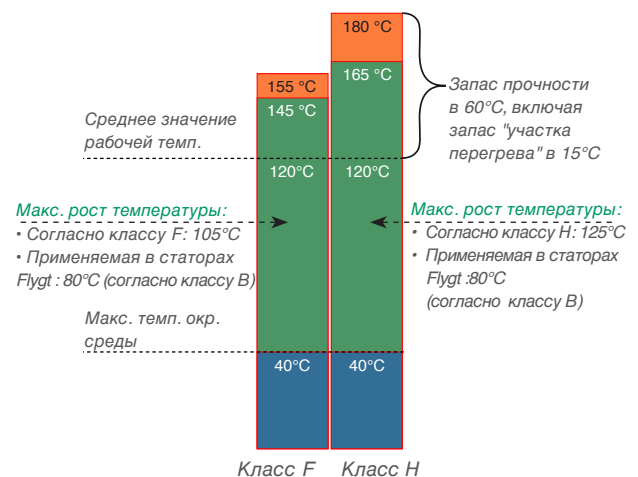 180 °C
155 °C
165 °C
145 °C
Запас прочности
в 60°C, включая
запас "участка
перегрева" в 15°C
Среднее значение
рабочей темп.
120°C
120°C
Макс. рост температуры:
• Согласно классу F: 105°C
• Применяемая в статорах
Flygt : 80°C (согласно классу B)
Макс. рост температуры:
• Согласно классу H: 125°C
• Применяемая в статорах
Flygt :80°C
(согласно классу B)
Макс. темп. окр.
среды
40°C
40°C
Класс F
Класс H